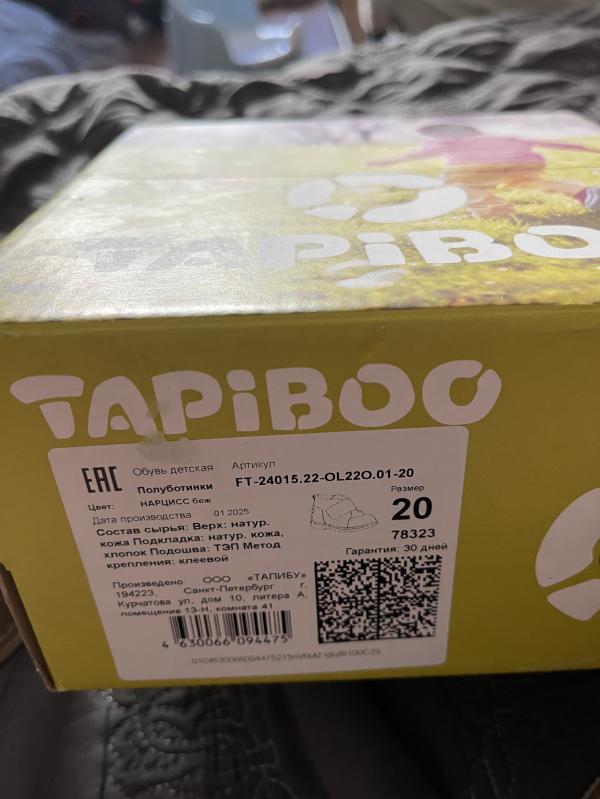 TAPiBOO
TAPiBOO
EAC
Обувь детская
Артикул
Полуботинки
FT-24015.22-OL22O.01-20
Цвет: НАРЦИСС беж
Размер
Дата производства 01.2025
20
Состав сырья: Верх: натур.
78323
кожа Подкладка: натур. кожа,
Гарантия: 30 дней
хлопок Подошва: ТЭП Метод
крепления: клеевой
Произведено: ООО «ТАПИБУ»
194223, Санкт-Петербург г,
Курчатова ул, дом 10, литера А,
помещение 13-Н, комната 41
4 630066 094475